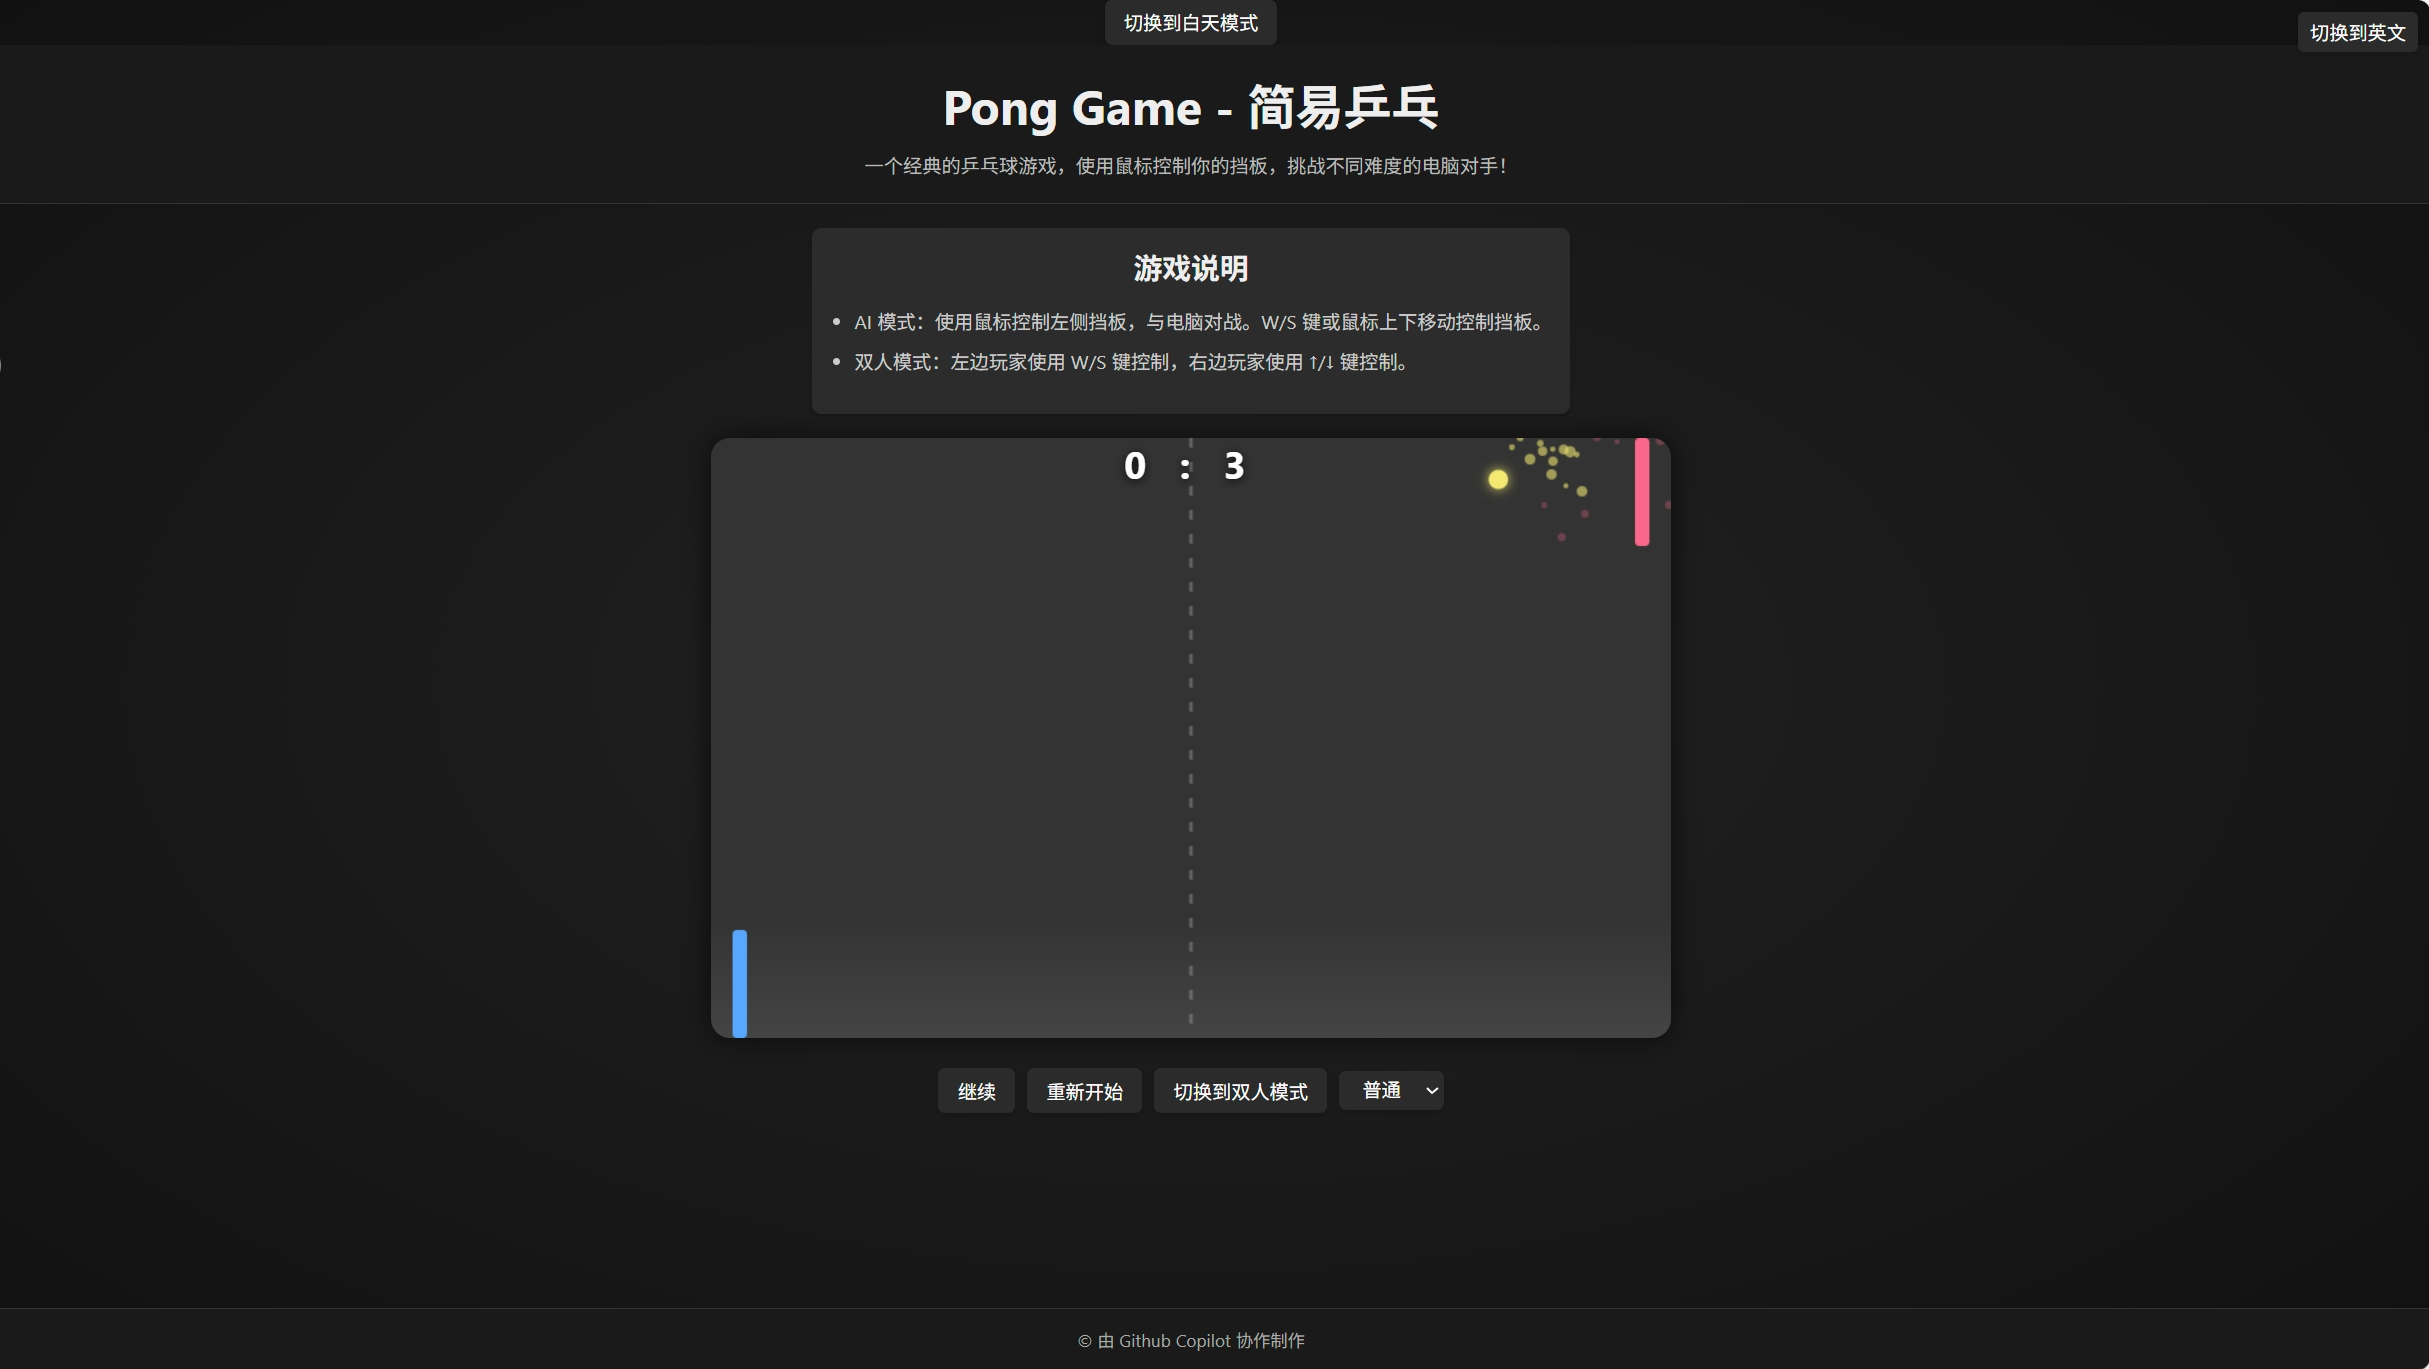 切换到白天模式
切换到英文
Pong Game - 简易乒乓
一个经典的乒乓球游戏，使用鼠标控制你的挡板，挑战不同难度的电脑对手！
游戏说明
AI 模式：使用鼠标控制左侧挡板，与电脑对战。W/S 键或鼠标上下移动控制挡板。
双人模式：左边玩家使用 W/S 键控制，右边玩家使用 ↑/↓ 键控制。
0 : 3
继续 重新开始 切换到双人模式 普通
© 由 Github Copilot 协作制作